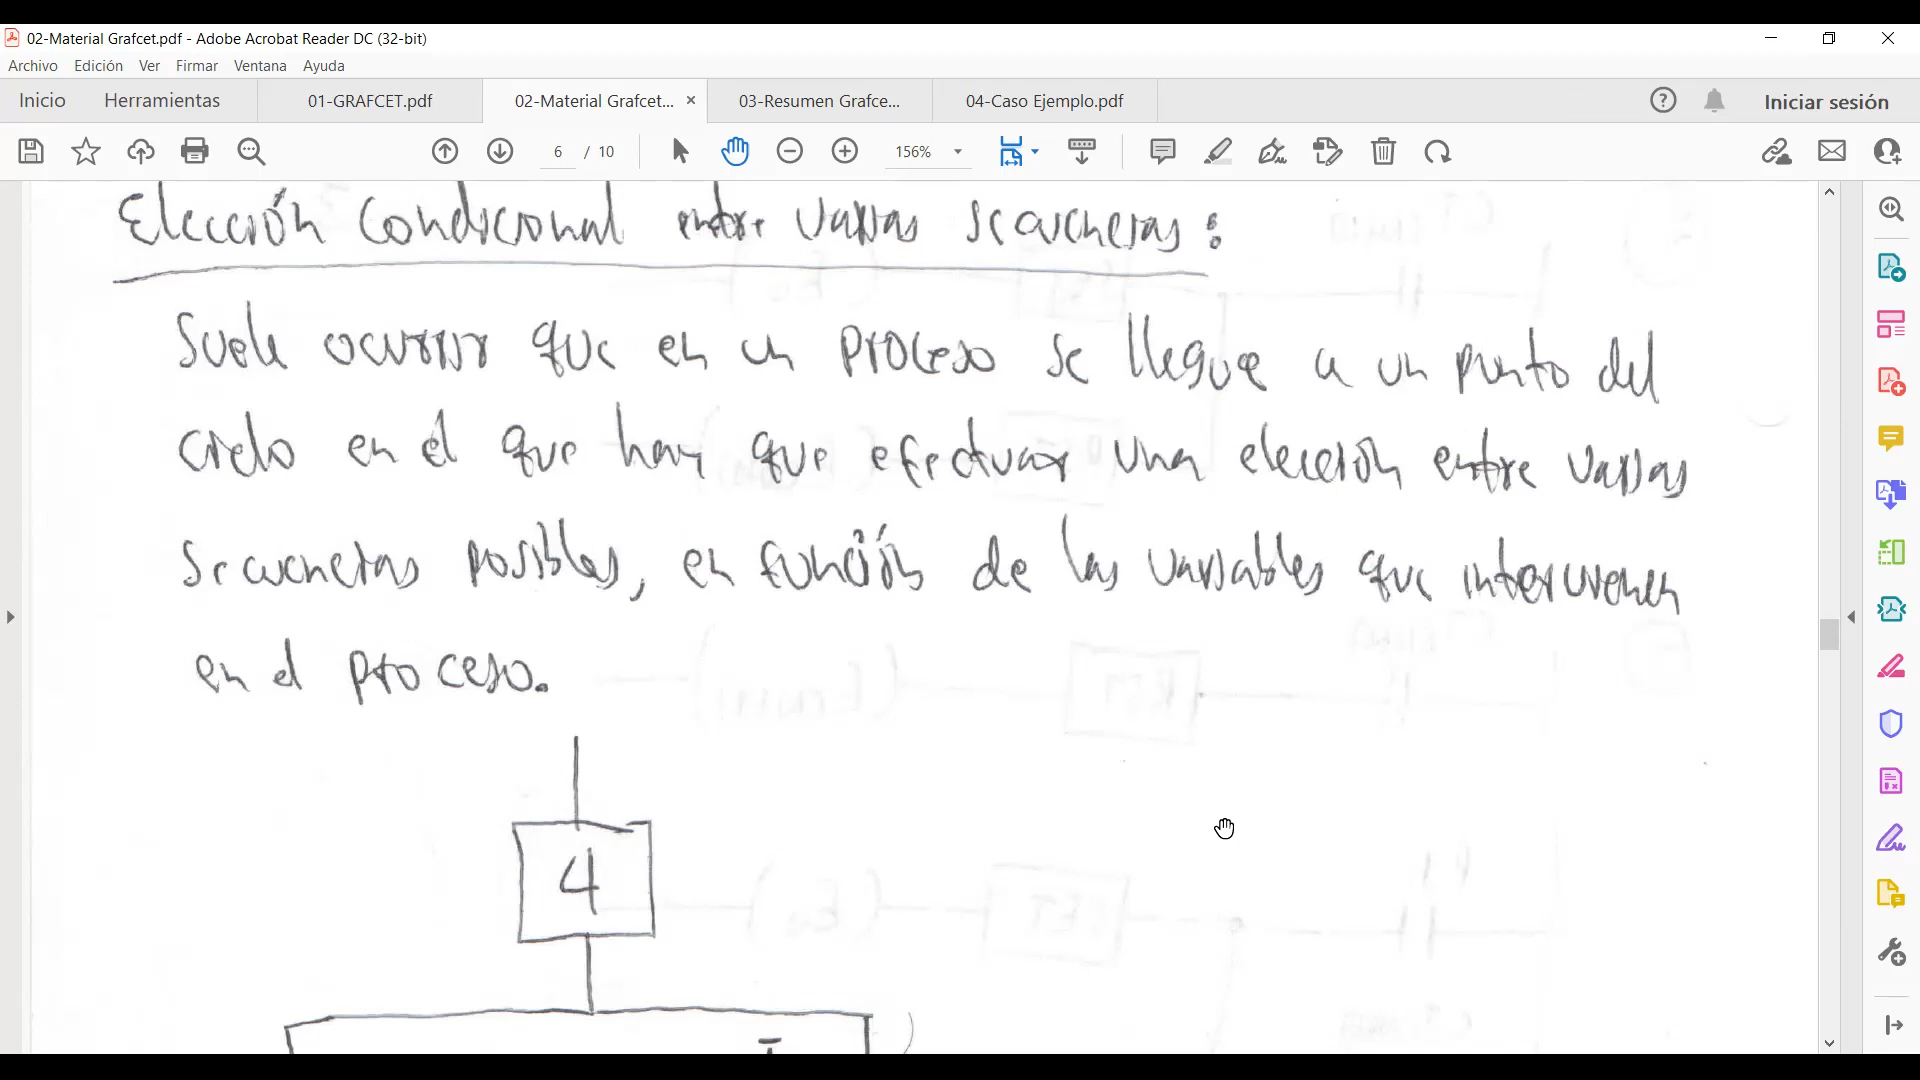 02-Material Grafcet.pdf - Adobe Acrobat Reader DC (32-bit)
Archivo Edición Ver Firmar Ventana Ayuda
Inicio Herramientas 01-GRAFCET.pdf 02-Material Grafcet... × 03-Resumen Grafce... 04-Caso Ejemplo.pdf Iniciar sesión
6 / 10 156%
Elección Condicional entre varias secuencias:
Suele ocurrir que en un proceso se llegue a un punto del
ciclo en el que hay que efectuar una elección entre varias
secuencias posibles, en función de las variables que intervienen
en el proceso.
4